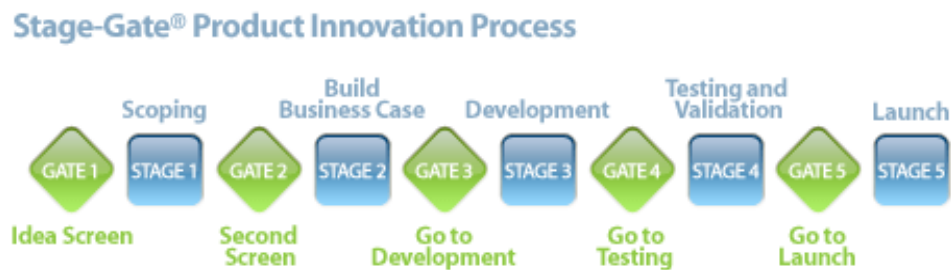 Stage-Gate® Product Innovation Process
Scoping
Build
Business Case
Development
Testing and
Validation
Launch
GATE 1
STAGE 1
GATE 2
STAGE 2
GATE 3
STAGE 3
GATE 4
STAGE 4
GATE 5
STAGE 5
Idea Screen
Second
Screen
Go to
Development
Go to
Testing
Go to
Launch